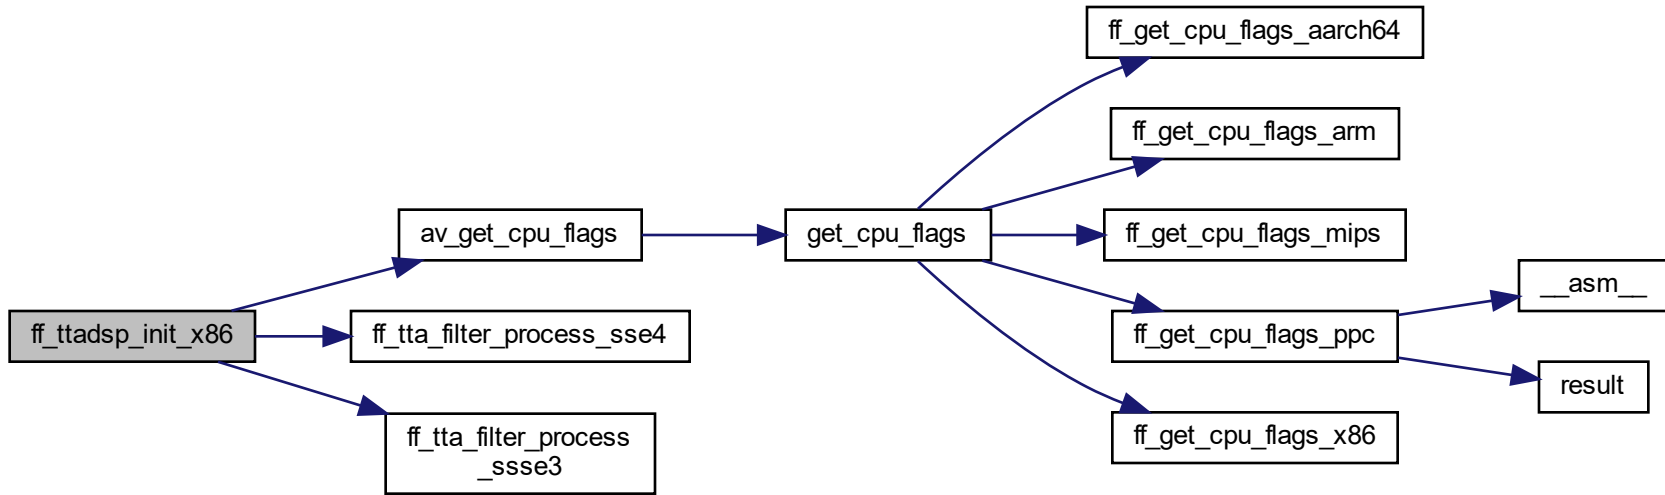 ff_ttadsp_init_x86
av_get_cpu_flags
ff_tta_filter_process_sse4
ff_tta_filter_process
_ssse3
get_cpu_flags
ff_get_cpu_flags_aarch64
ff_get_cpu_flags_arm
ff_get_cpu_flags_mips
ff_get_cpu_flags_ppc
ff_get_cpu_flags_x86
__asm__
result